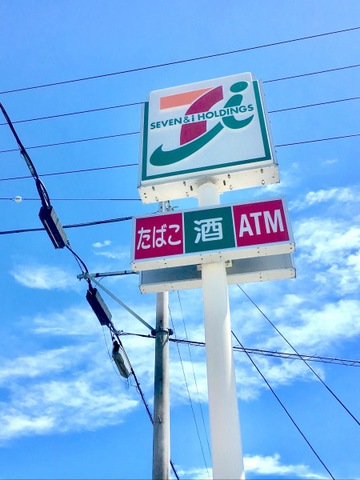 SEVEN & i HOLDINGS
たばこ 酒 ATM